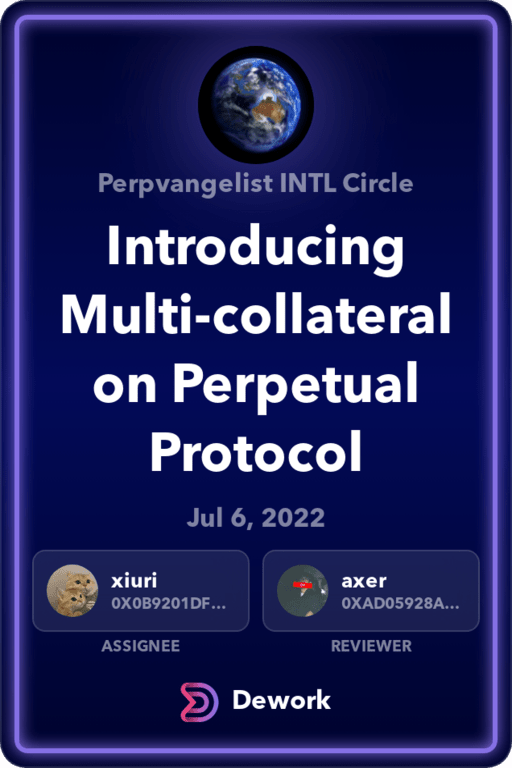 Perpvangelist INTL Circle
Introducing
Multi-collateral
on Perpetual
Protocol
Jul 6, 2022
xiuri
0X0B9201DF...
ASSIGNEE
axer
0XAD05928A...
REVIEWER
Dework